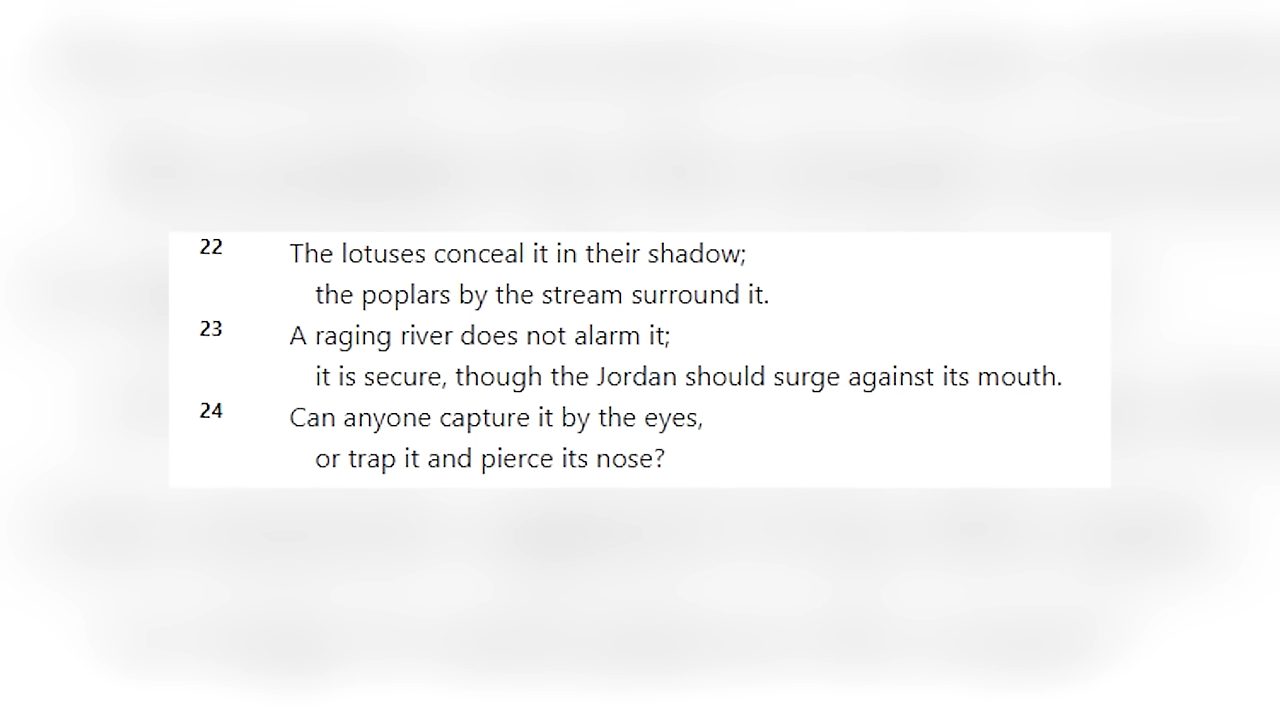 22 The lotuses conceal it in their shadow;
the poplars by the stream surround it.
23 A raging river does not alarm it;
it is secure, though the Jordan should surge against its mouth.
24 Can anyone capture it by the eyes,
or trap it and pierce its nose?